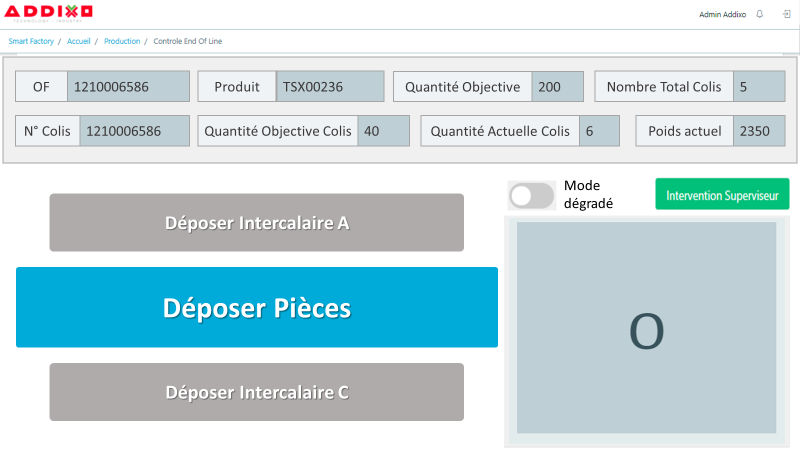 ADDIXO
TECHNOLOGY - INDUSTRY
Admin Addixo
Smart Factory / Accueil / Production / Controle End Of Line
OF 1210006586 Produit TSX00236 Quantité Objective 200 Nombre Total Colis 5
N° Colis 1210006586 Quantité Objective Colis 40 Quantité Actuelle Colis 6 Poids actuel 2350
Mode
dégradé
Intervention Superviseur
Déposer Intercalaire A
Déposer Pièces
Déposer Intercalaire C
O